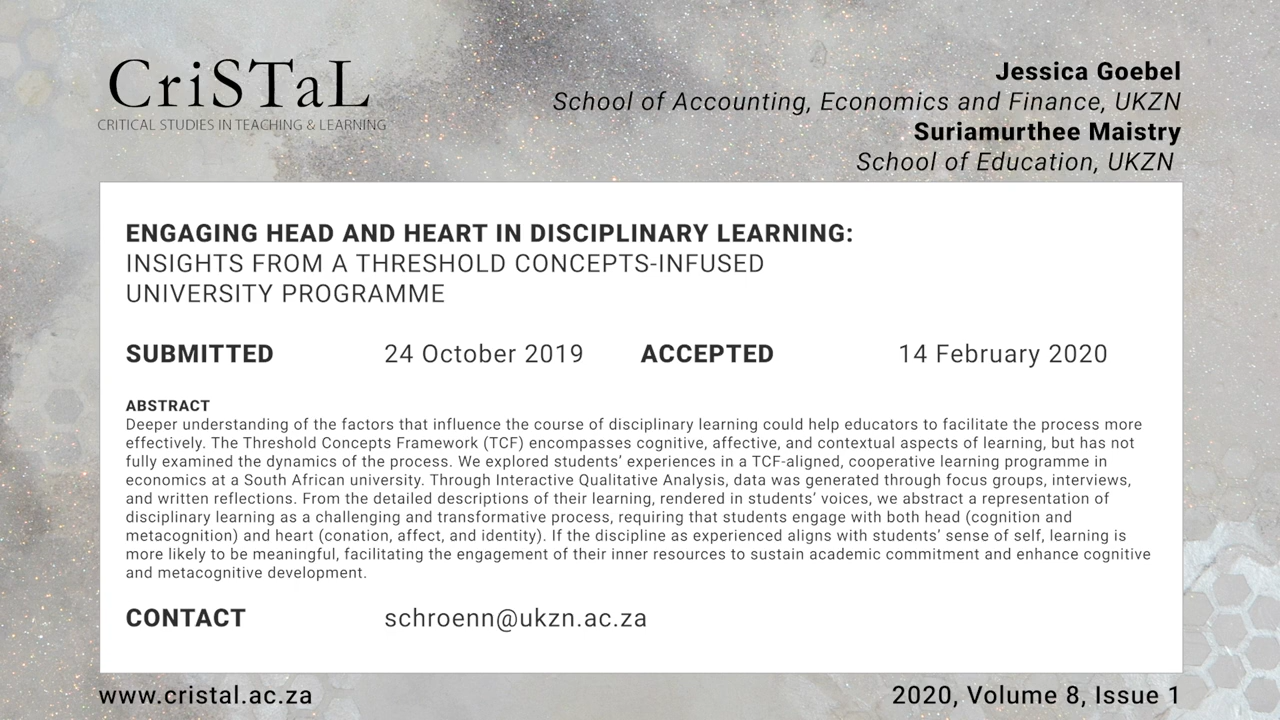 CriSTaL
CRITICAL STUDIES IN TEACHING & LEARNING
Jessica Goebel
School of Accounting, Economics and Finance, UKZN
Suriamurthee Maistry
School of Education, UKZN
ENGAGING HEAD AND HEART IN DISCIPLINARY LEARNING:
INSIGHTS FROM A THRESHOLD CONCEPTS-INFUSED
UNIVERSITY PROGRAMME
SUBMITTED 24 October 2019 ACCEPTED 14 February 2020
ABSTRACT
Deeper understanding of the factors that influence the course of disciplinary learning could help educators to facilitate the process more
effectively. The Threshold Concepts Framework (TCF) encompasses cognitive, affective, and contextual aspects of learning, but has not
fully examined the dynamics of the process. We explored students' experiences in a TCF-aligned, cooperative learning programme in
economics at a South African university. Through Interactive Qualitative Analysis, data was generated through focus groups, interviews,
and written reflections. From the detailed descriptions of their learning, rendered in students' voices, we abstract a representation of
disciplinary learning as a challenging and transformative process, requiring that students engage with both head (cognition and
metacognition) and heart (conation, affect, and identity). If the discipline as experienced aligns with students' sense of self, learning is
more likely to be meaningful, facilitating the engagement of their inner resources to sustain academic commitment and enhance cognitive
and metacognitive development.
CONTACT schroenn@ukzn.ac.za
www.cristal.ac.za
2020, Volume 8, Issue 1